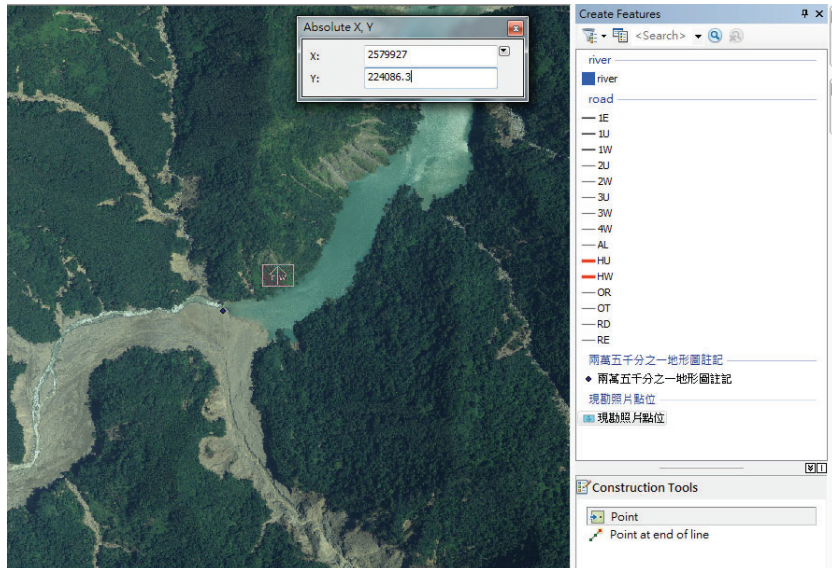 Absolute X, Y
X: 2579927
Y: 224086.3
Create Features
<Search>
river
river
road
1E
1U
1W
2U
2W
3U
3W
4W
AL
HU
HW
OR
OT
RD
RE
兩萬五千分之一地形圖註記
兩萬五千分之一地形圖註記
現勘照片點位
現勘照片點位
Construction Tools
Point
Point at end of line